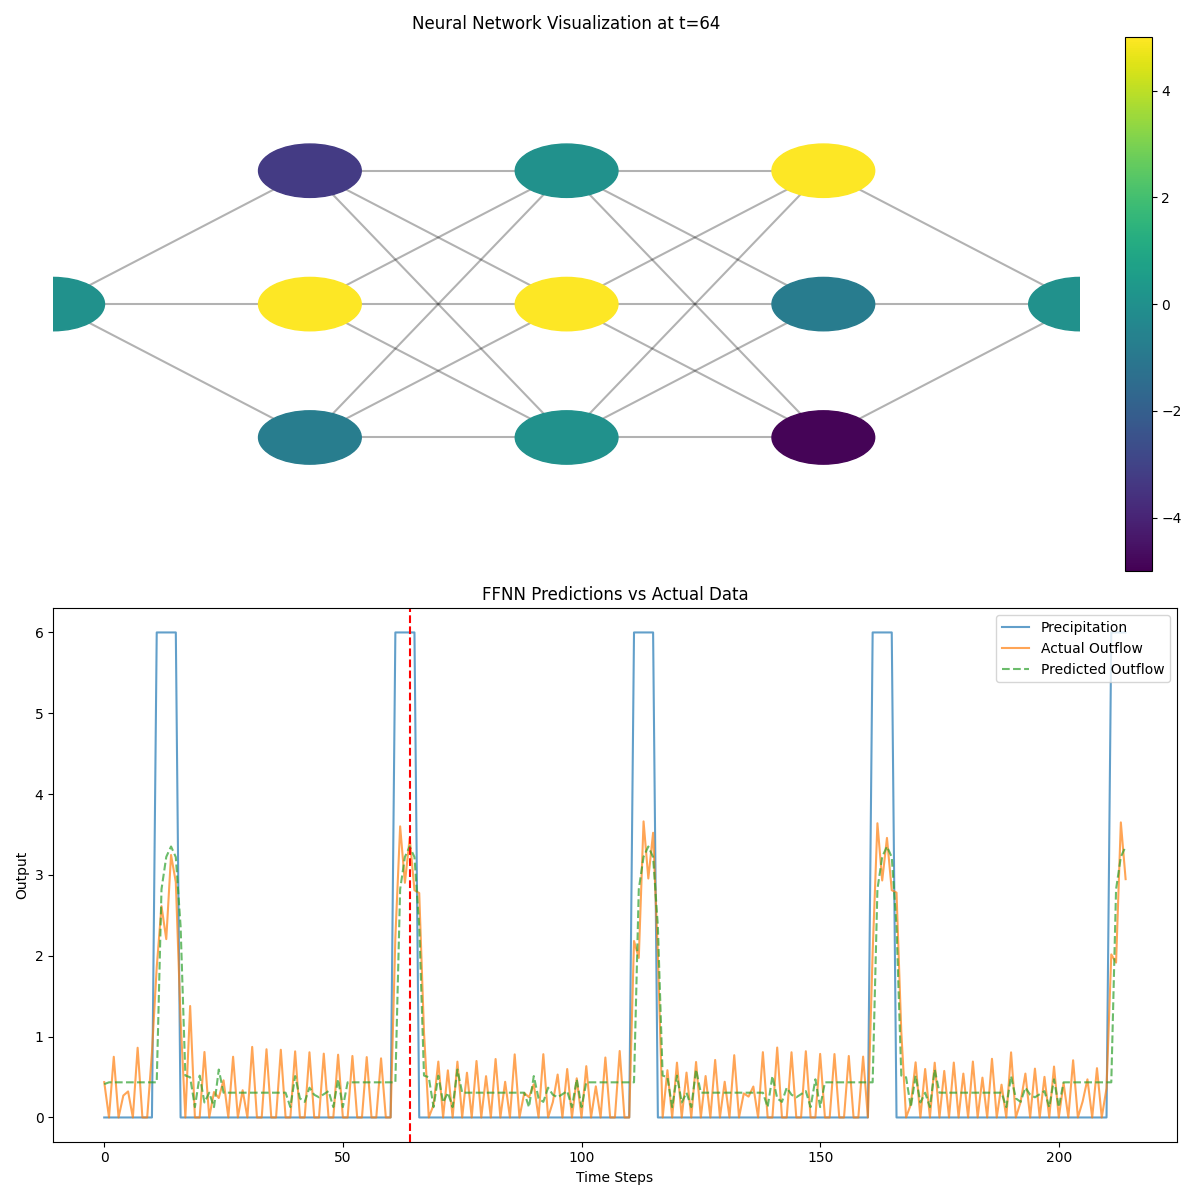 Neural Network Visualization at t=64
4
2
0
−2
−4
FFNN Predictions vs Actual Data
Precipitation
Actual Outflow
Predicted Outflow
Output
6
5
4
3
2
1
0
0 50 100 150 200
Time Steps